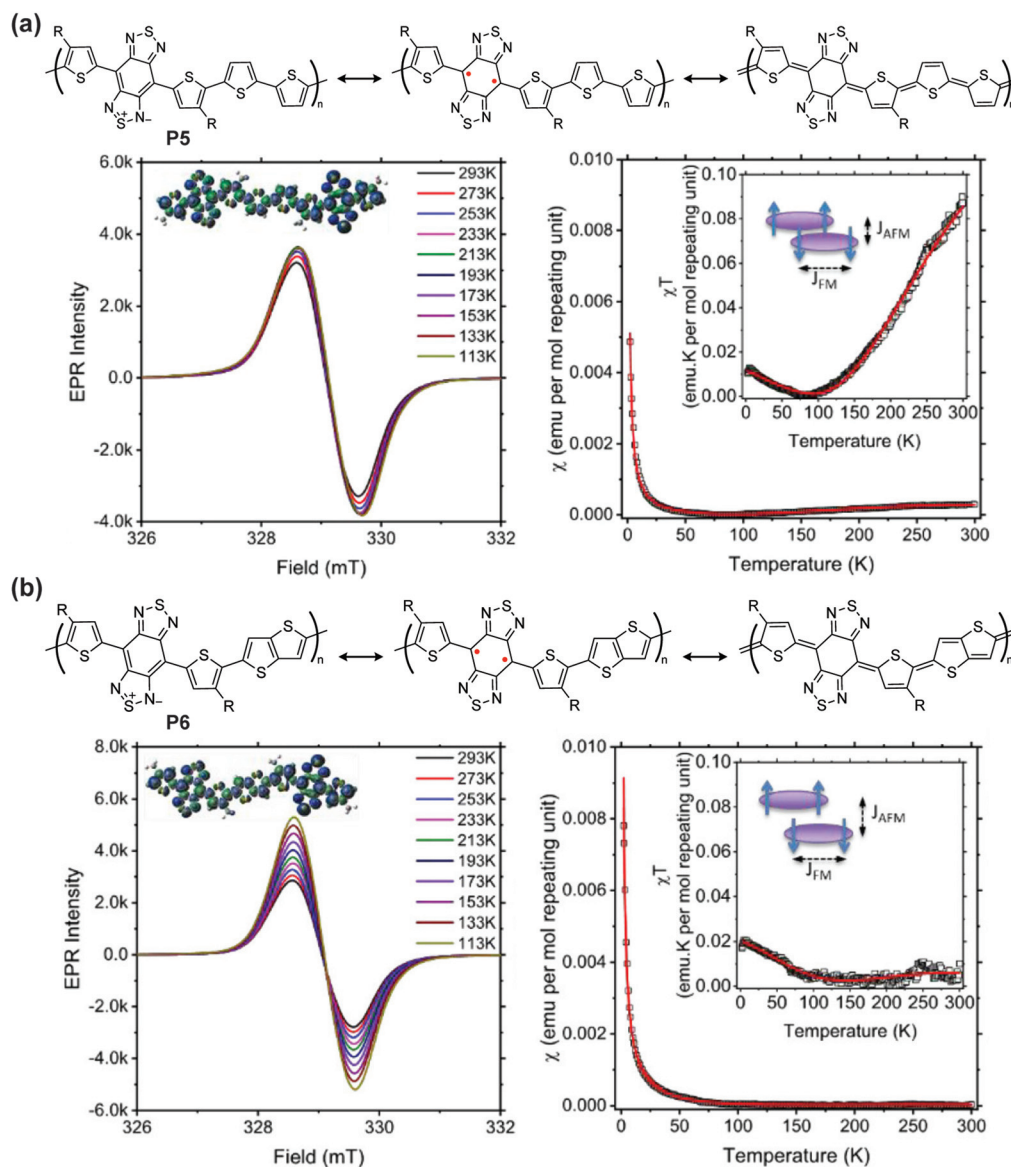 (a)
R
N S N
S
S
S
S
n
R
N S N
+ −
P5
R
N S N
S
S
S
S
n
R
N S N
R
N S N
S
S
S
S
n
R
N S N
EPR Intensity
6.0k
4.0k
2.0k
0.0
-2.0k
-4.0k
326 328 330 332
Field (mT)
293K
273K
253K
233K
213K
193K
173K
153K
133K
113K
χ (emu per mol repeating unit)
0.010
0.008
0.006
0.004
0.002
0.000
0 50 100 150 200 250 300
Temperature (K)
χT
(emu.K per mol repeating unit)
0.10
0.08
0.06
0.04
0.02
0.00
0 50 100 150 200 250 300
Temperature (K)
JAFM
JFM
(b)
R
N S N
S
S
S
S
n
R
N S N
+ −
P6
R
N S N
S
S
S
S
n
R
N S N
R
N S N
S
S
S
S
n
R
N S N
EPR Intensity
8.0k
6.0k
4.0k
2.0k
0.0
-2.0k
-4.0k
-6.0k
326 328 330 332
Field (mT)
293K
273K
253K
233K
213K
193K
173K
153K
133K
113K
χ (emu per mol repeating unit)
0.010
0.008
0.006
0.004
0.002
0.000
0 50 100 150 200 250 300
Temperature (K)
χT
(emu.K per mol repeating unit)
0.10
0.08
0.06
0.04
0.02
0.00
0 50 100 150 200 250 300
Temperature (K)
JAFM
JFM